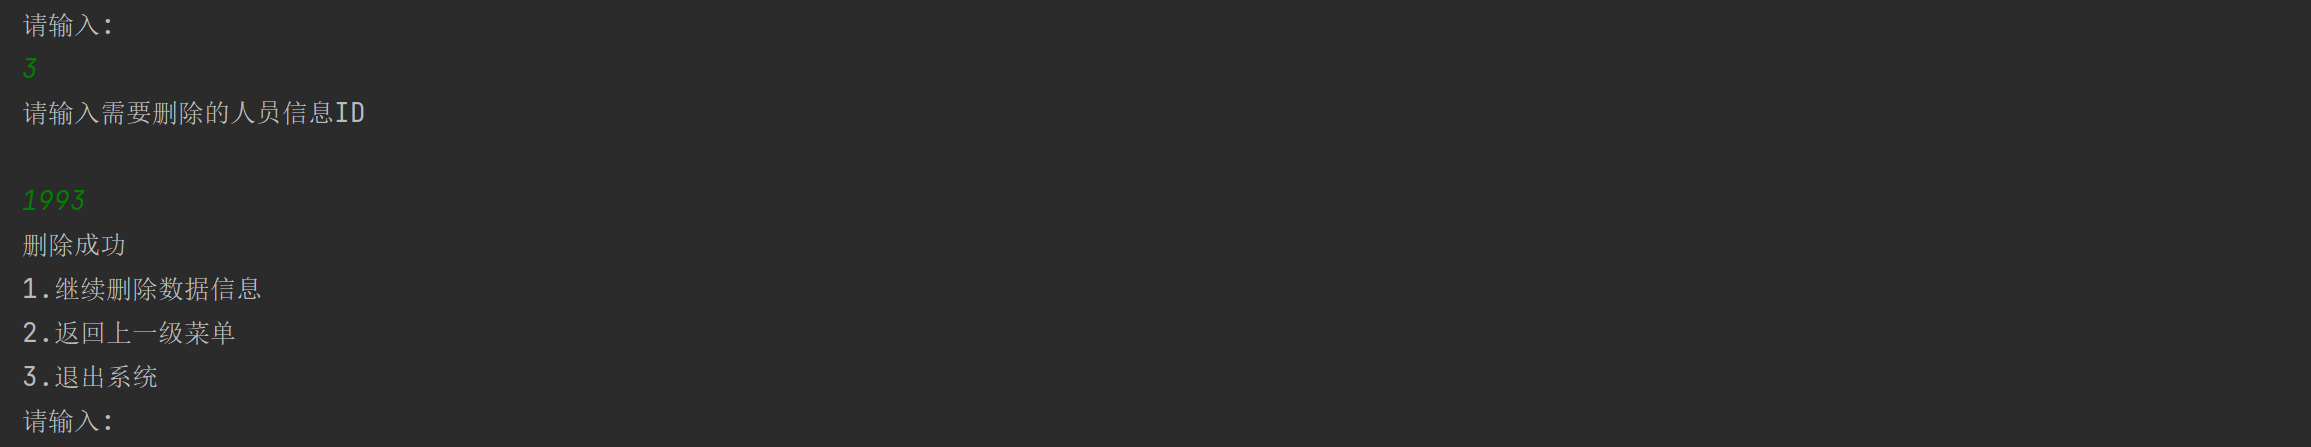 请输入:
3
请输入需要删除的人员信息ID
1993
删除成功
1.继续删除数据信息
2.返回上一级菜单
3.退出系统
请输入: